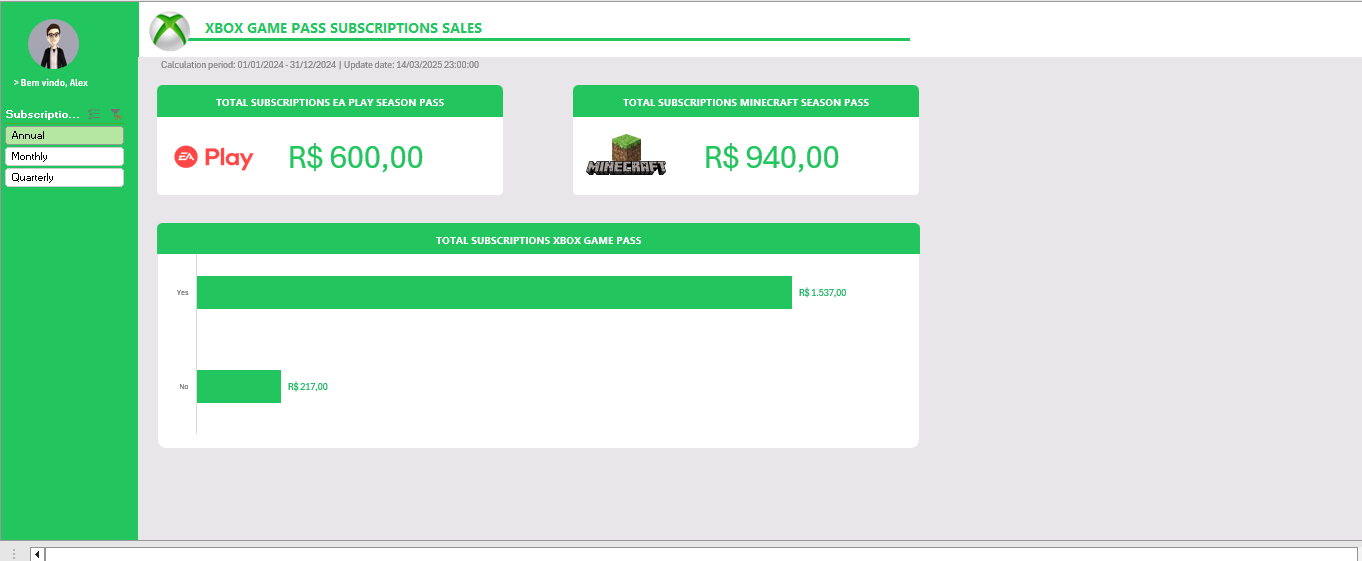 XBOX GAME PASS SUBSCRIPTIONS SALES
> Bem vindo, Alex
Calculation period: 01/01/2024 - 31/12/2024 | Update date: 14/03/2025 23:00:00
Subscriptio...
Annual
Monthly
Quarterly
TOTAL SUBSCRIPTIONS EA PLAY SEASON PASS
EA Play
R$ 600,00
TOTAL SUBSCRIPTIONS MINECRAFT SEASON PASS
MINECRAFT
R$ 940,00
TOTAL SUBSCRIPTIONS XBOX GAME PASS
Yes
R$ 1.537,00
No
R$ 217,00